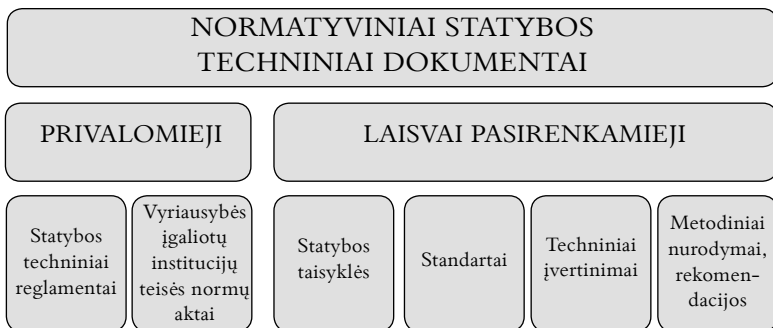 NORMATYVINIAI STATYBOS
TECHNINIAI DOKUMENTAI
PRIVALOMIEJI
LAISVAI PASIRENKAMIEJI
Statybos
techniniai
reglamentai
Vyriausybės
įgaliotų
institucijų
teisės normų
aktai
Statybos
taisyklės
Standartai
Techniniai
įvertinimai
Metodiniai
nurodymai,
rekomen-
dacijos